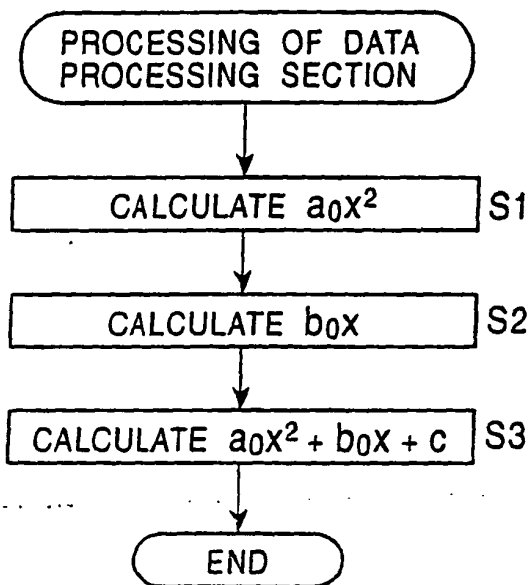 PROCESSING OF DATA
PROCESSING SECTION
CALCULATE a₀x² S1
CALCULATE b₀x S2
CALCULATE a₀x² + b₀x + c S3
END